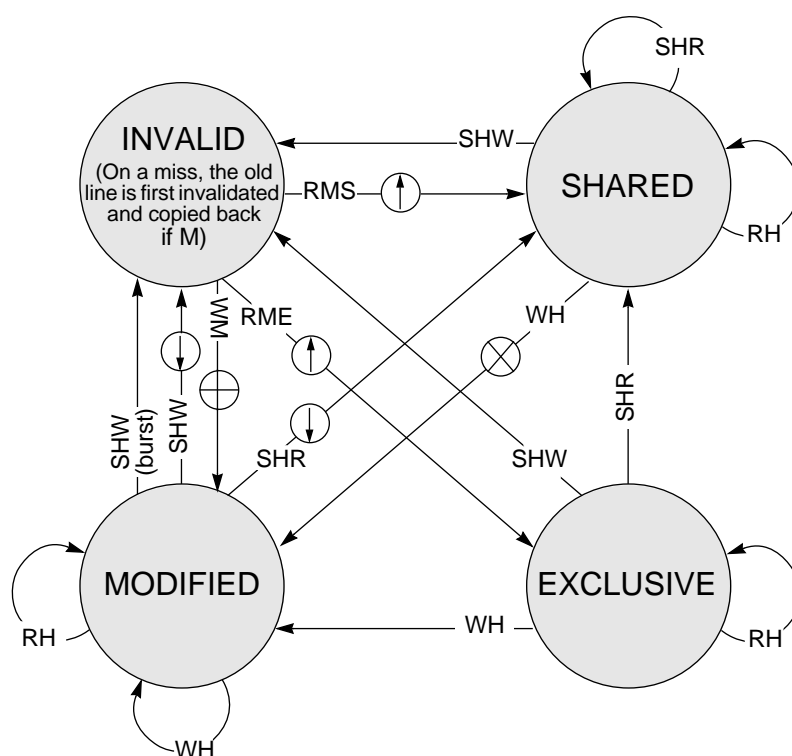 SHR
INVALID
(On a miss, the old
line is first invalidated
and copied back
if M)
SHW
RMS
SHARED
RH
WM
RME
WH
SHW
(burst)
SHW
SHR
SHW
SHR
MODIFIED
EXCLUSIVE
RH
WH
RH
WH